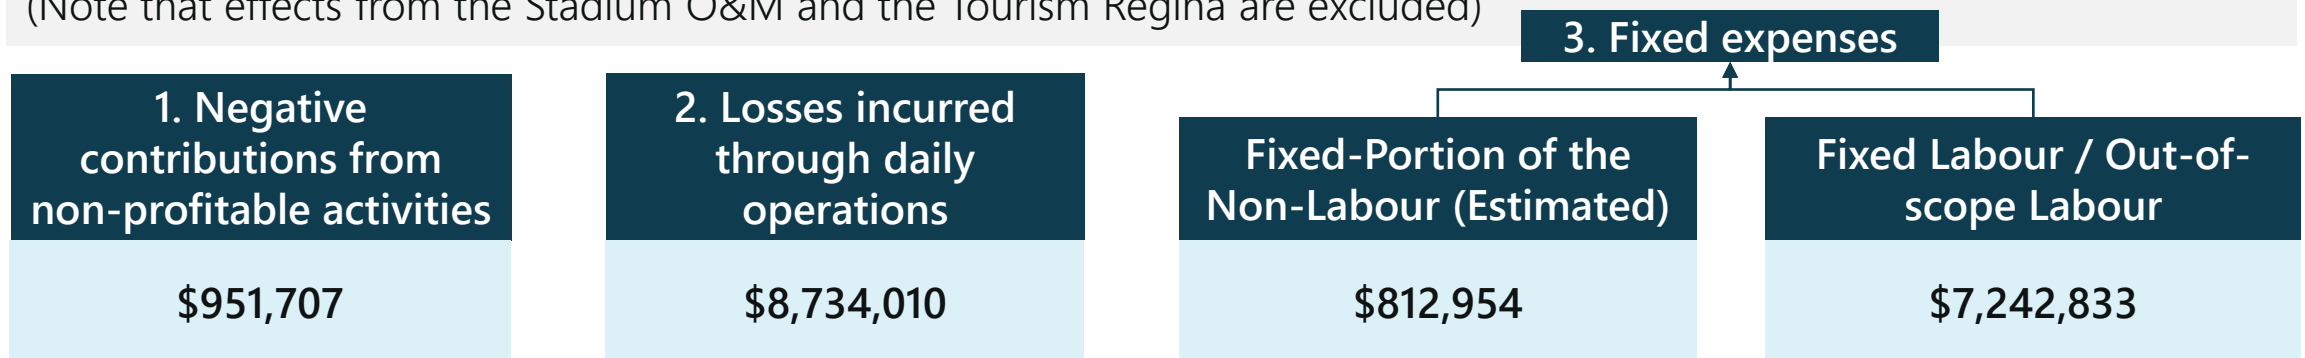 (Note that effects from the Stadium O&M and the Tourism Regina are excluded)
3. Fixed expenses
1. Negative
contributions from
non-profitable activities
2. Losses incurred
through daily
operations
Fixed-Portion of the
Non-Labour (Estimated)
Fixed Labour / Out-of-
scope Labour
$951,707
$8,734,010
$812,954
$7,242,833